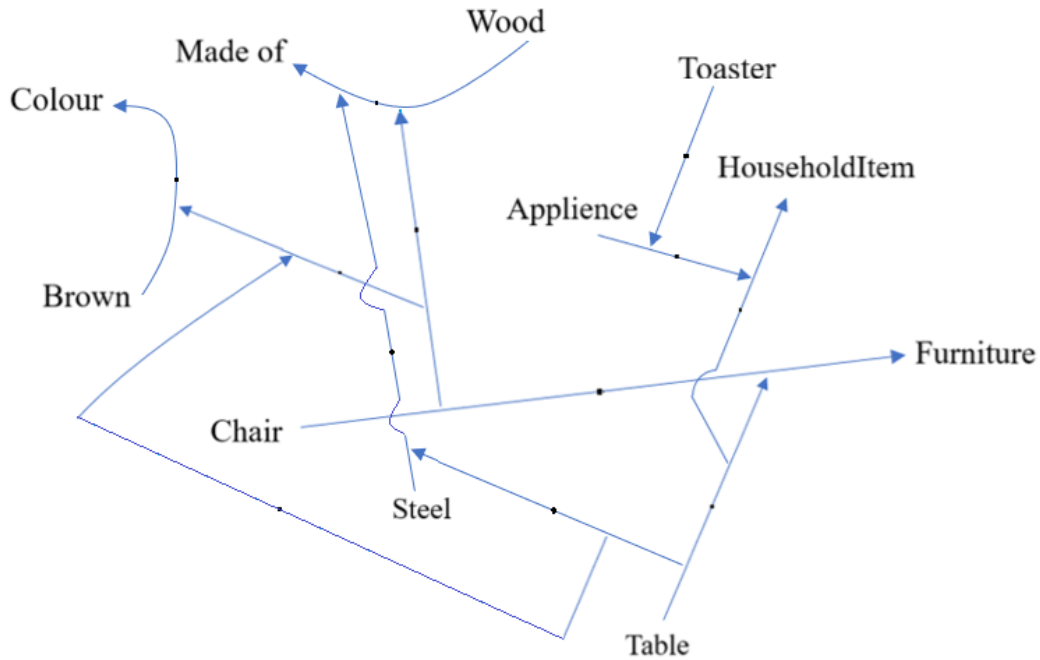 Wood
Made of
Toaster
Colour
HouseholdItem
Applience
Brown
Furniture
Chair
Steel
Table